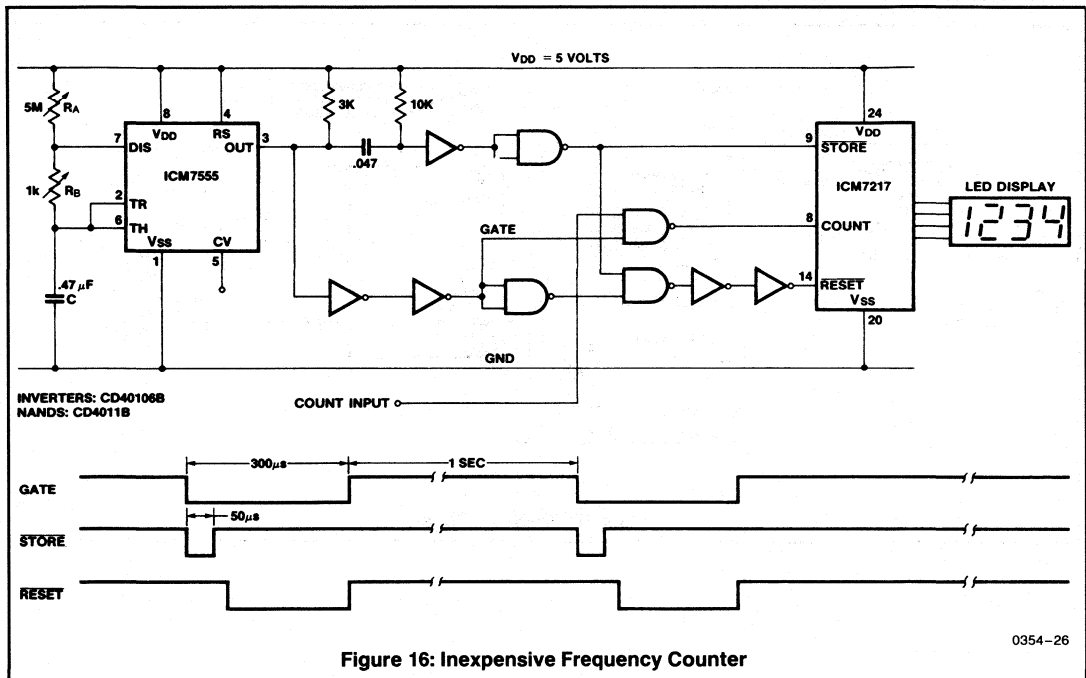 VDD = 5 VOLTS
5M RA
3K
10K
8
4
24
7
VDD
RS
3
9
VDD
DIS
OUT
STORE
.047
ICM7555
ICM7217
LED DISPLAY
1k RB
2
TR
8
1234
6
TH
GATE
COUNT
VSS
CV
1
5
.47 μF
C
14
RESET
VSS
20
GND
INVERTERS: CD40106B
NANDS: CD4011B
COUNT INPUT
300μs
1 SEC
GATE
50μs
STORE
RESET
0354-26
Figure 16: Inexpensive Frequency Counter